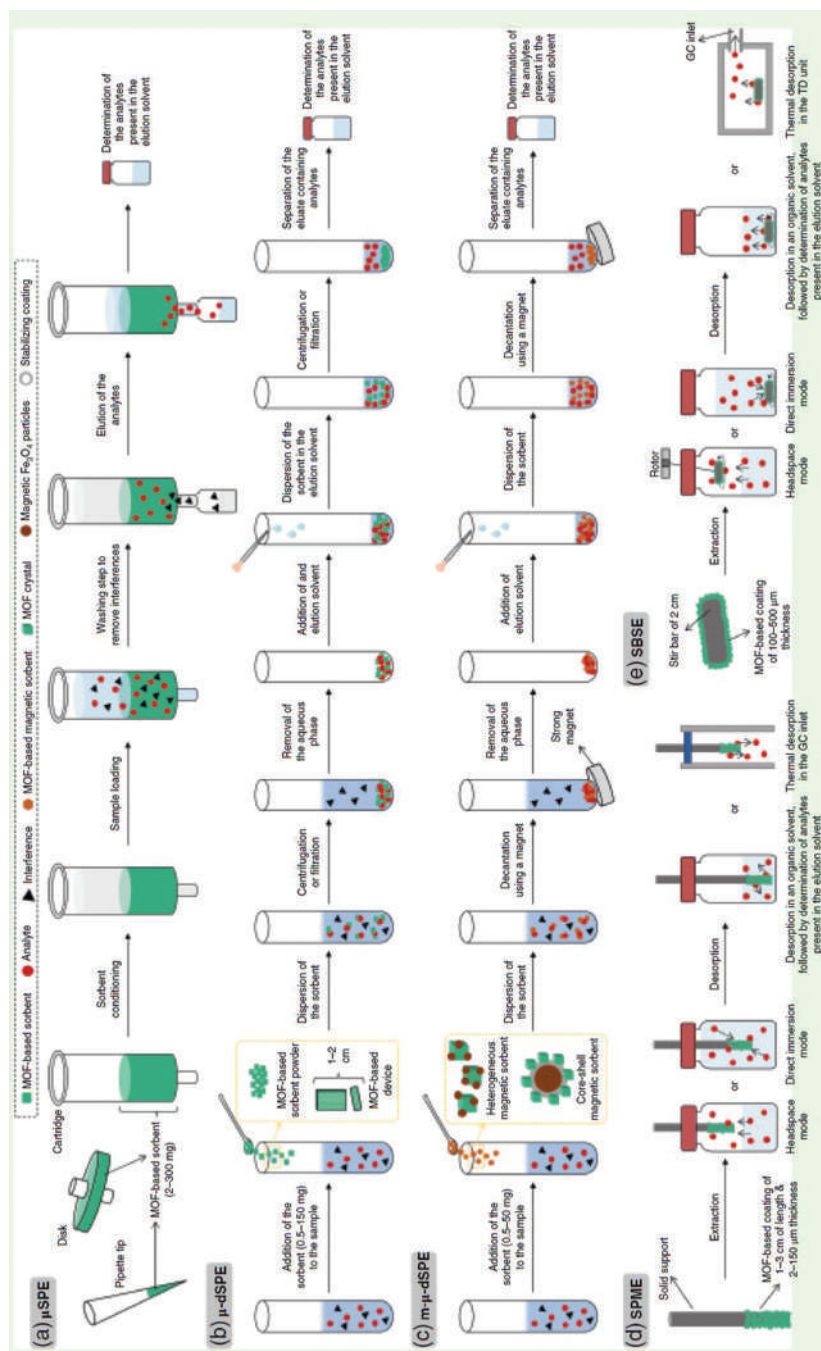 MOF-based sorbent
Analyte
Interference
MOF-based magnetic sorbent
MOF crystal
Magnetic Fe₃O₄ particles
Stabilizing coating
(a) µSPE
Pipette tip
Disk
Cartridge
MOF-based sorbent
(2–300 mg)
Sorbent
conditioning
Sample loading
Washing step to
remove interferences
Elution of the
analytes
Determination of
the analytes
present in the
elution solvent
(b) µ-dSPE
Addition of the
sorbent (0.5–150 mg)
to the sample
MOF-based
sorbent powder
1–2
cm
MOF-based
device
Dispersion of
the sorbent
Centrifugation
or filtration
Removal of
the aqueous
phase
Addition of and
elution solvent
Dispersion of the
sorbent in the
elution solvent
Centrifugation or
filtration
Separation of the
eluate containing
analytes
Determination of
the analytes
present in the
elution solvent
(c) m-µ-dSPE
Addition of the
sorbent (0.5–50 mg)
to the sample
Heterogeneous
magnetic sorbent
Core-shell
magnetic sorbent
Dispersion of
the sorbent
Decantation
using a magnet
Strong
magnet
Removal of
the aqueous
phase
Addition of
elution solvent
Dispersion of
the sorbent
Decantation
using a magnet
Separation of the
eluate containing
analytes
Determination of
the analytes
present in the
elution solvent
(d) SPME
Solid support
MOF-based coating of
1–3 cm of length &
2–150 µm thickness
Extraction
Headspace
mode
or
Direct immersion
mode
Desorption
Desorption in an organic solvent,
followed by determination of analytes
present in the elution solvent
or
Thermal desorption
in the GC inlet
(e) SBSE
Stir bar of 2 cm
MOF-based coating
of 100–500 µm
thickness
Extraction
Rotor
Headspace
mode
or
Direct immersion
mode
Desorption
Desorption in an organic solvent,
followed by determination of analytes
present in the elution solvent
or
GC inlet
Thermal desorption
in the TD unit